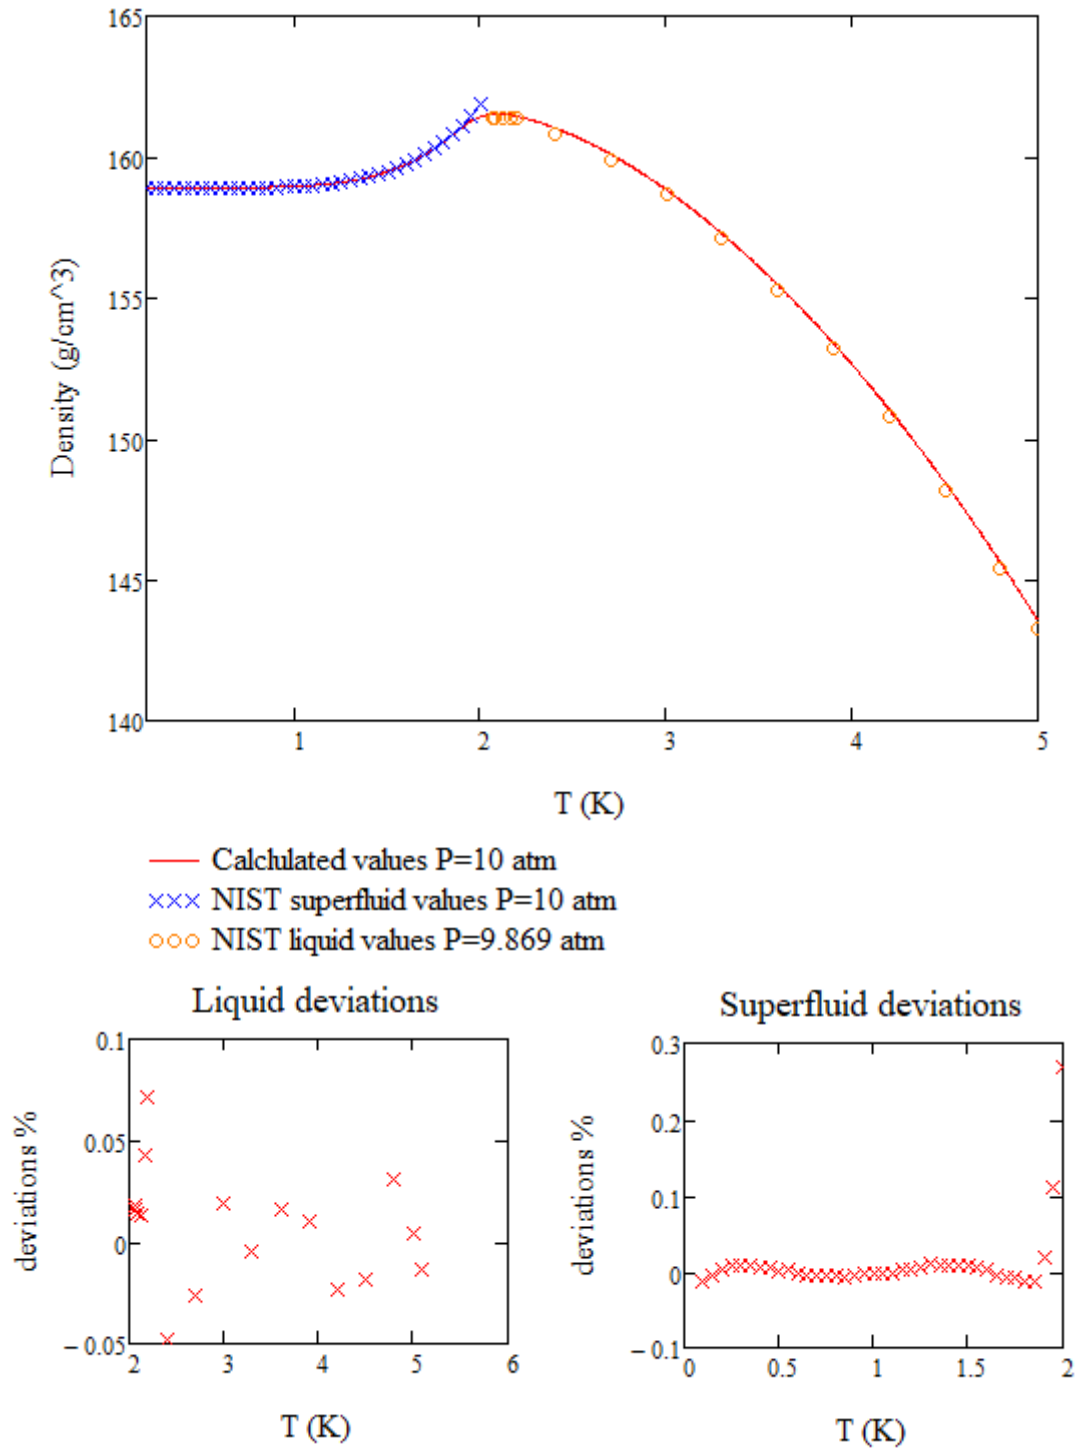 165
160
155
150
145
140
Density (g/cm^3)
1 2 3 4 5
T (K)
Calclulated values P=10 atm
NIST superfluid values P=10 atm
NIST liquid values P=9.869 atm
Liquid deviations
0.1
0.05
0
− 0.05
deviations %
2 3 4 5 6
T (K)
Superfluid deviations
0.3
0.2
0.1
0
− 0.1
deviations %
0 0.5 1 1.5 2
T (K)